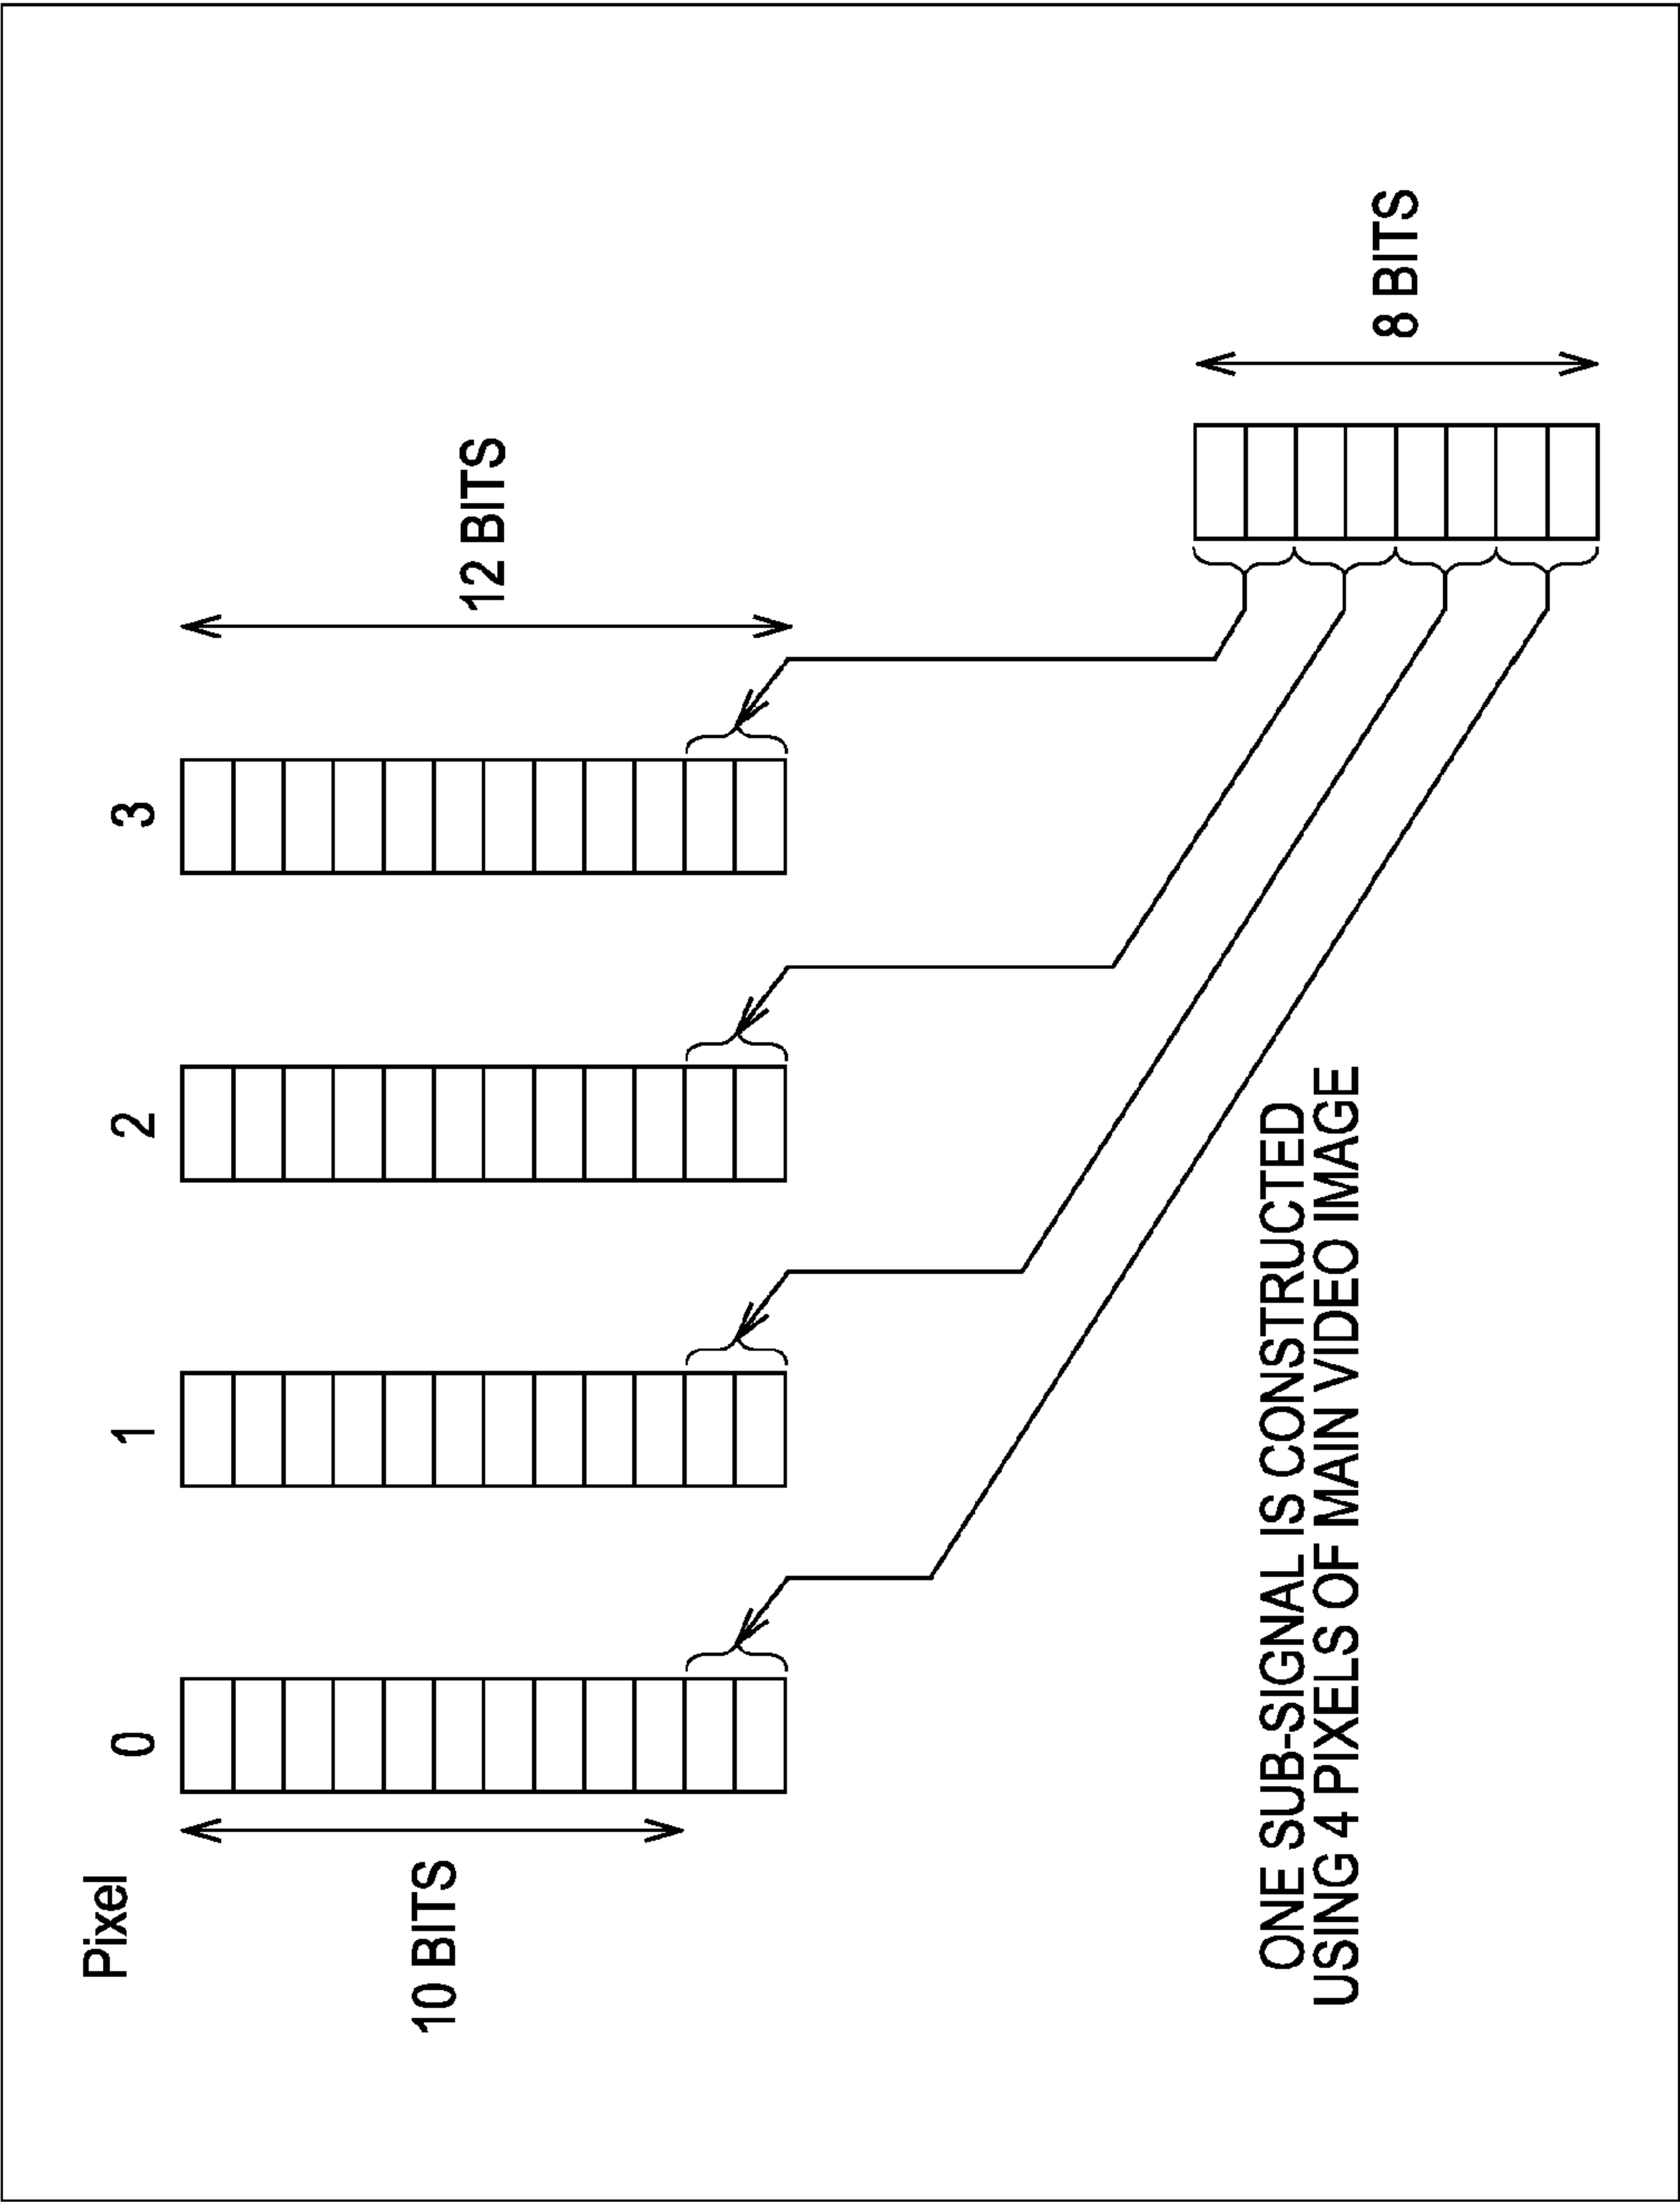 Pixel
0
1
2
3
10 BITS
12 BITS
8 BITS
ONE SUB-SIGNAL IS CONSTRUCTED
USING 4 PIXELS OF MAIN VIDEO IMAGE